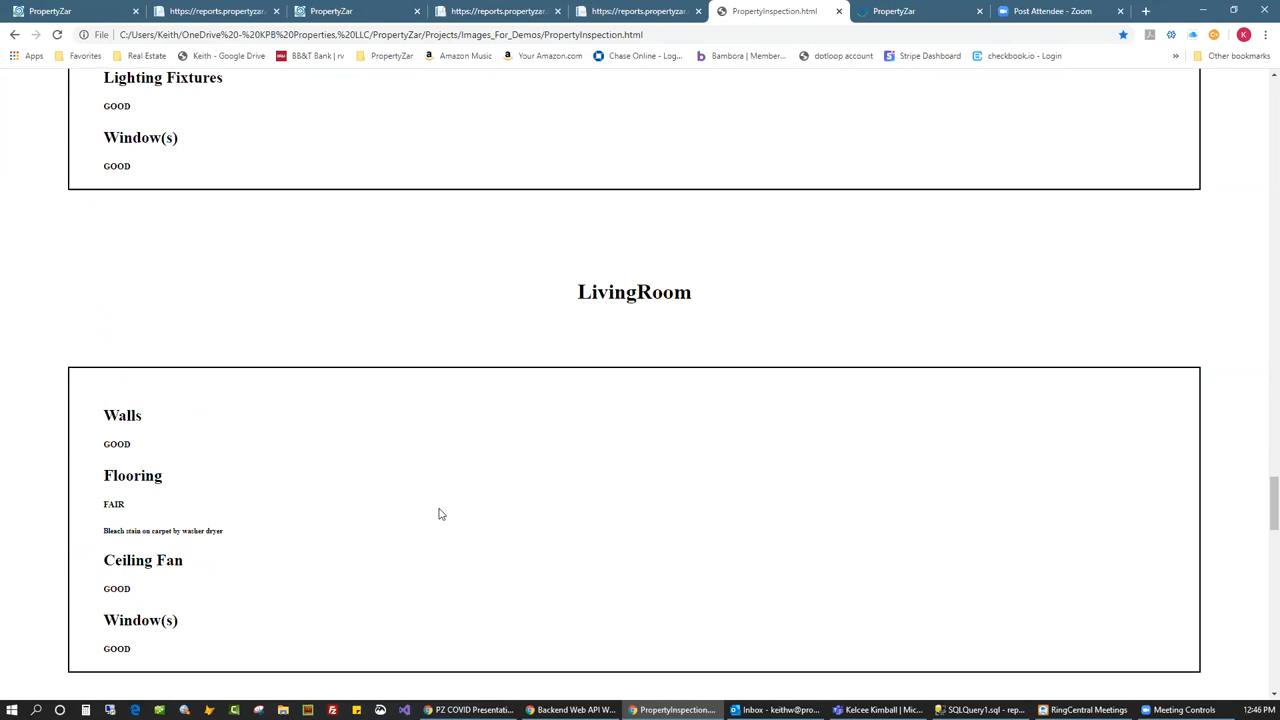 PropertyZar
https://reports.propertyzar.
PropertyZar
https://reports.propertyzar.
https://reports.propertyzar.
PropertyInspection.html
PropertyZar
Post Attendee - Zoom
File
C:/Users/Keith/OneDrive%20-%20KPB%20Properties,%20LLC/PropertyZar/Projects/Images_For_Demos/PropertyInspection.html
K
Apps
Favorites
Real Estate
Keith - Google Drive
BB&T Bank | rv
PropertyZar
Amazon Music
Your Amazon.com
Chase Online - Log...
Bambora | Member...
dotloop account
Stripe Dashboard
checkbook.io - Login
»
Other bookmarks
Lighting Fixtures
GOOD
Window(s)
GOOD
LivingRoom
Walls
GOOD
Flooring
FAIR
Bleach stain on carpet by washer dryer
Ceiling Fan
GOOD
Window(s)
GOOD
PZ COVID Presentati...
Backend Web API W...
PropertyInspection....
Inbox - keithw@pro...
Kelcee Kimball | Mic...
SQLQuery1.sql - rep...
RingCentral Meetings
Meeting Controls
12:46 PM